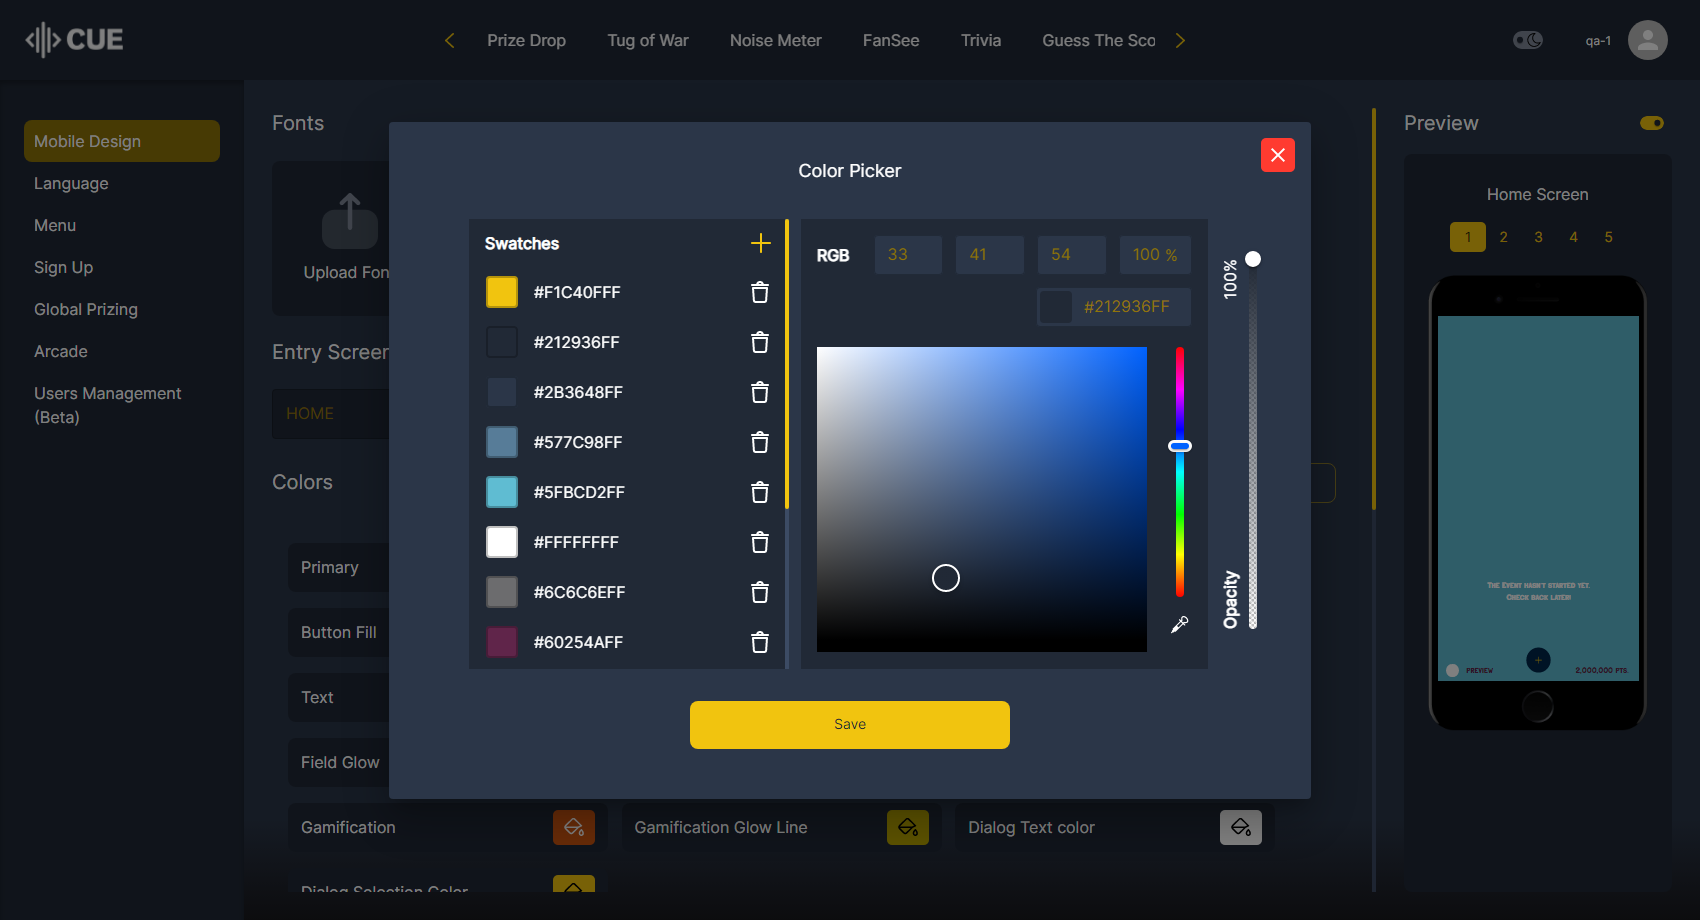 CUE
Prize Drop
Tug of War
Noise Meter
FanSee
Trivia
Guess The Sco
qa-1
Mobile Design
Language
Menu
Sign Up
Global Prizing
Arcade
Users Management
(Beta)
Fonts
Upload Fon
Entry Screen
HOME
Colors
Primary
Button Fill
Text
Field Glow
Gamification
Gamification Glow Line
Dialog Text color
Dialog Selection Color
Color Picker
Swatches
#F1C40FFF
#212936FF
#2B3648FF
#577C98FF
#5FBCD2FF
#FFFFFFFF
#6C6C6EFF
#60254AFF
RGB
33
41
54
100 %
#212936FF
100%
Opacity
Save
Preview
Home Screen
1 2 3 4 5
The Event hasn't started yet.
Check back later!
PREVIEW
2,000,000 PTS